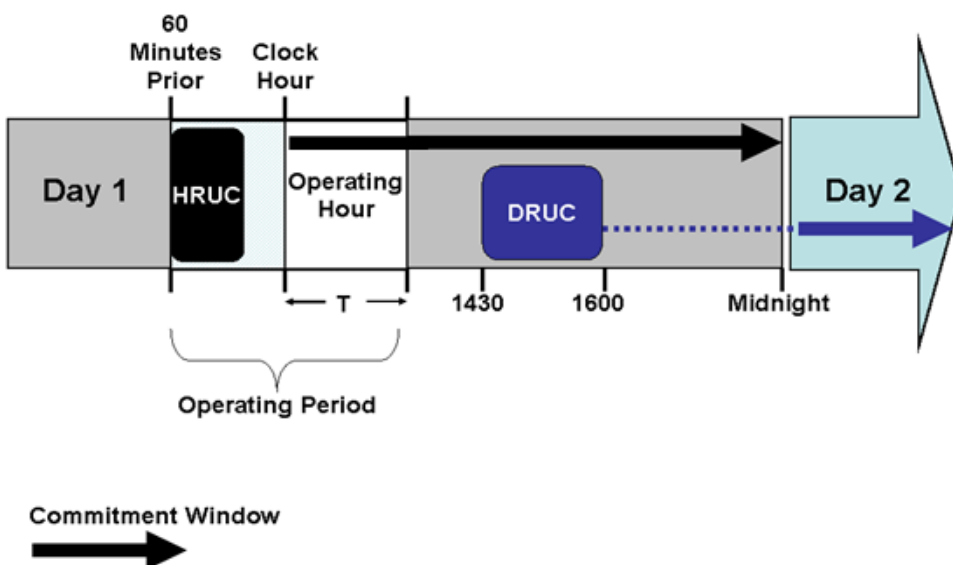 60
Minutes
Prior
Clock
Hour
Day 1
HRUC
Operating
Hour
DRUC
Day 2
T
1430
1600
Midnight
Operating Period
Commitment Window